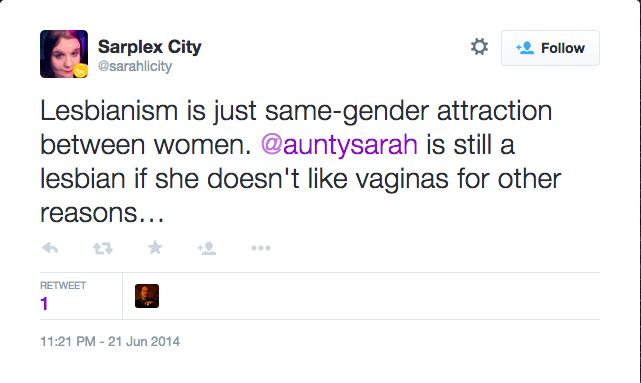 Sarplex City
@sarahlicity
Follow
Lesbianism is just same-gender attraction
between women. @auntysarah is still a
lesbian if she doesn't like vaginas for other
reasons…
RETWEET
1
11:21 PM - 21 Jun 2014